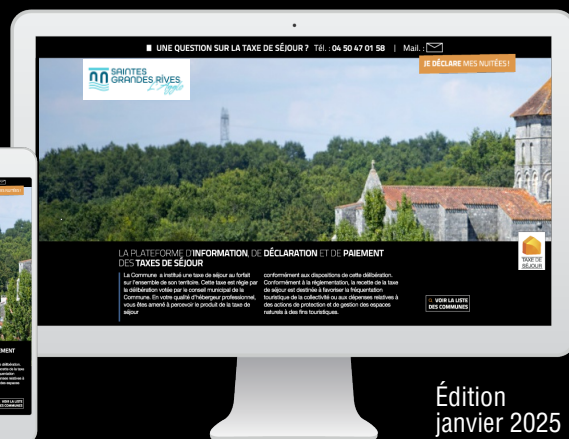 UNE QUESTION SUR LA TAXE DE SÉJOUR ? Tél. : 04 50 47 01 58 | Mail. :
JE DÉCLARE MES NUITÉES !
SAINTES
GRANDES RIVES
L'Agglo
LA PLATEFORME D'INFORMATION, DE DÉCLARATION ET DE PAIEMENT
DES TAXES DE SÉJOUR
La Commune a institué une taxe de séjour au forfait
sur l'ensemble de son territoire. Cette taxe est régie par
la délibération votée par le conseil municipal de la
Commune. En votre qualité d'hébergeur professionnel,
vous êtes amené à percevoir le produit de la taxe de
séjour
conformément aux dispositions de cette délibération.
Conformément à la réglementation, la recette de la taxe
de séjour est destinée à favoriser la fréquentation
touristique de la collectivité ou aux dépenses relatives à
des actions de protection et de gestion des espaces
naturels à des fins touristiques.
TAXE DE
SÉJOUR
VOIR LA LISTE
DES COMMUNES
VOIR LA LISTE
DES COMMUNES
Édition
janvier 2025